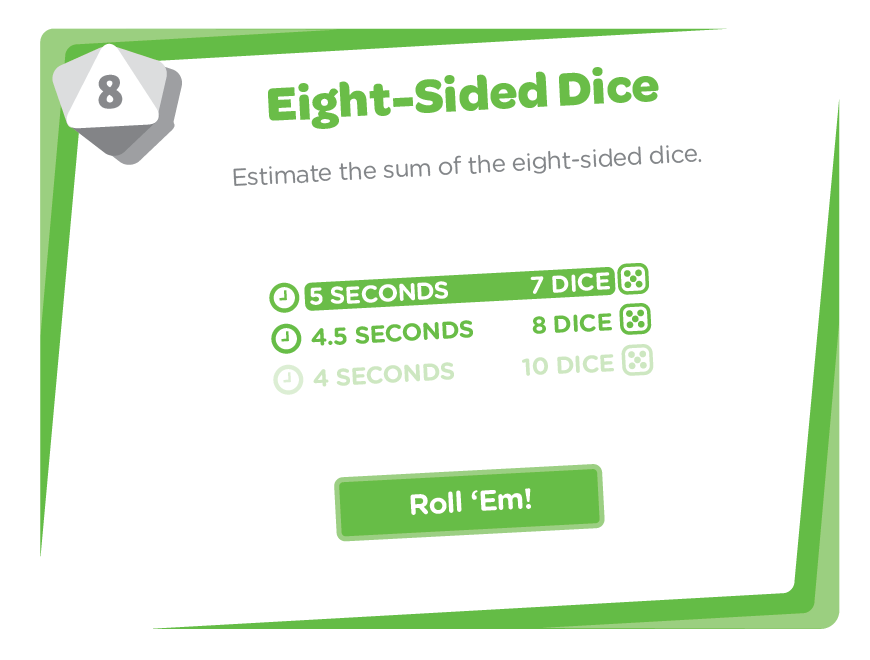 8
Eight-Sided Dice
Estimate the sum of the eight-sided dice.
5 SECONDS 7 DICE
4.5 SECONDS 8 DICE
4 SECONDS 10 DICE
Roll ‘Em!